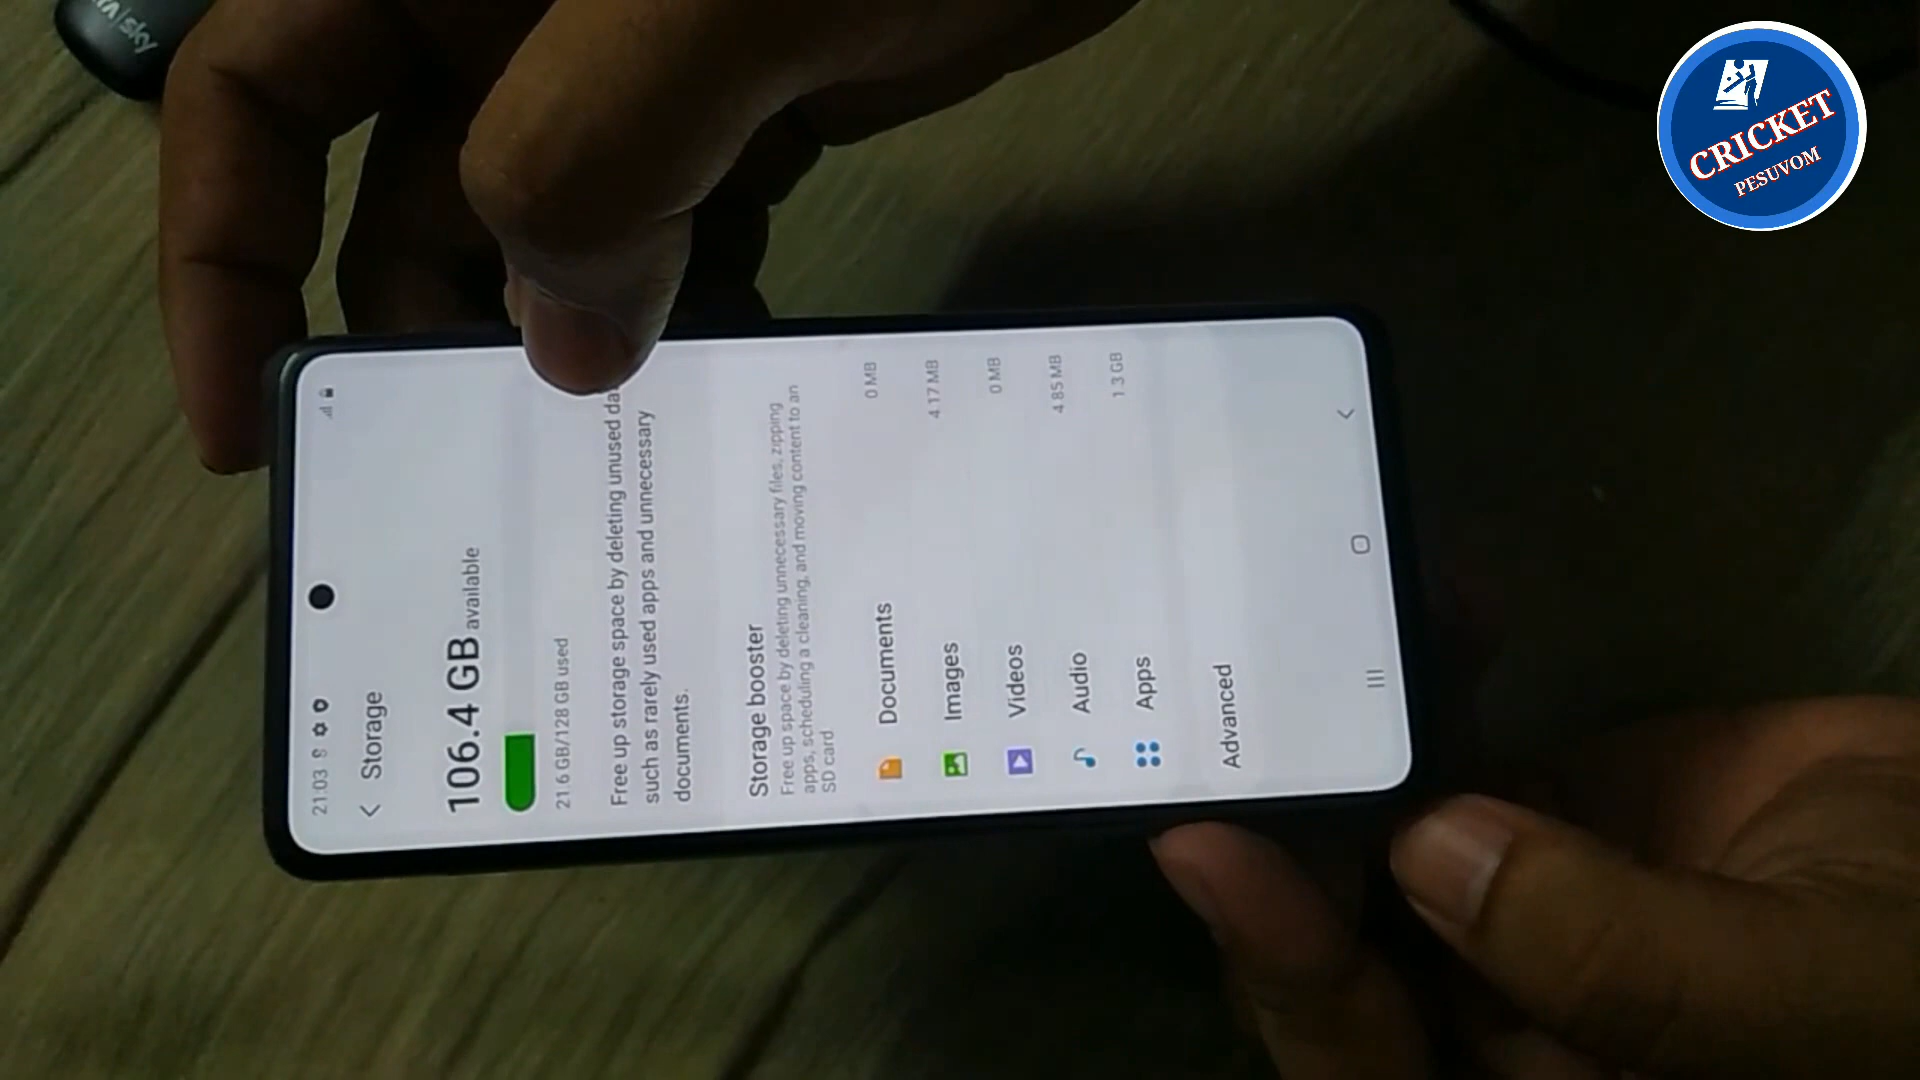 sky
CRICKET
PESUVOM
21:03
Storage
106.4 GB available
21.6 GB/128 GB used
Free up storage space by deleting unused da
such as rarely used apps and unnecessary
documents.
Storage booster
Free up space by deleting unnecessary files, zipping
apps, scheduling a cleaning, and moving content to an
SD card
Documents 0 MB
Images 4.17 MB
Videos 0 MB
Audio 4.85 MB
Apps 1.3 GB
Advanced